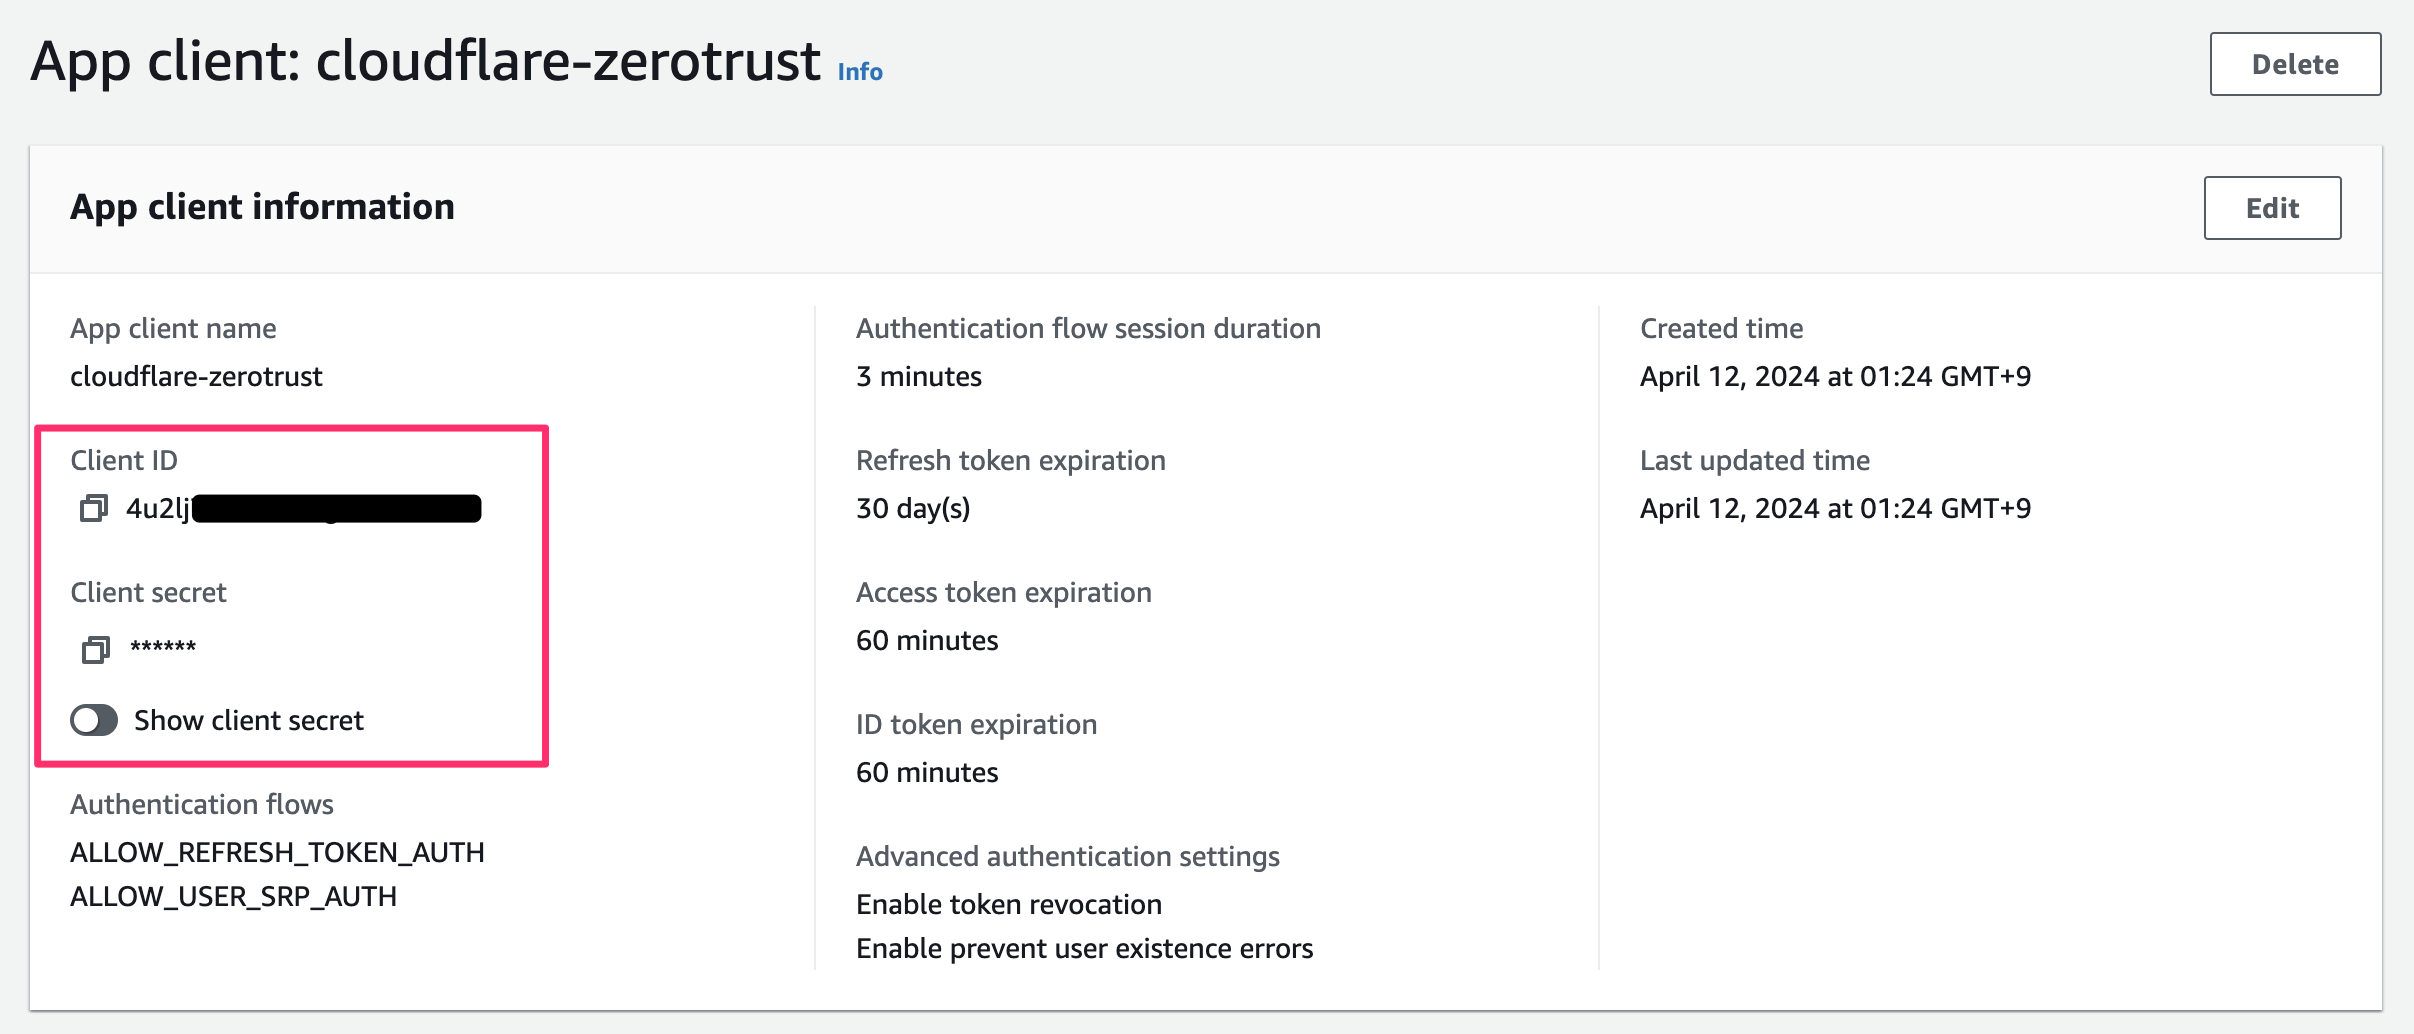 App client: cloudflare-zerotrust Info
Delete
App client information
Edit
App client name
cloudflare-zerotrust
Client ID
4u2lj
Client secret
******
Show client secret
Authentication flows
ALLOW_REFRESH_TOKEN_AUTH
ALLOW_USER_SRP_AUTH
Authentication flow session duration
3 minutes
Refresh token expiration
30 day(s)
Access token expiration
60 minutes
ID token expiration
60 minutes
Advanced authentication settings
Enable token revocation
Enable prevent user existence errors
Created time
April 12, 2024 at 01:24 GMT+9
Last updated time
April 12, 2024 at 01:24 GMT+9